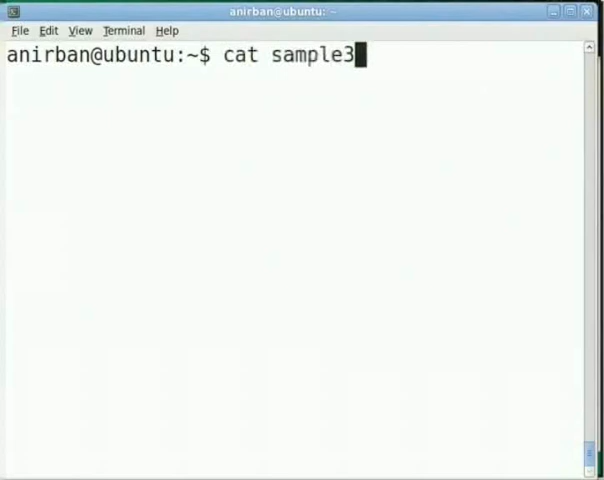 anirban@ubuntu: ~
File Edit View Terminal Help
anirban@ubuntu:~$ cat sample3